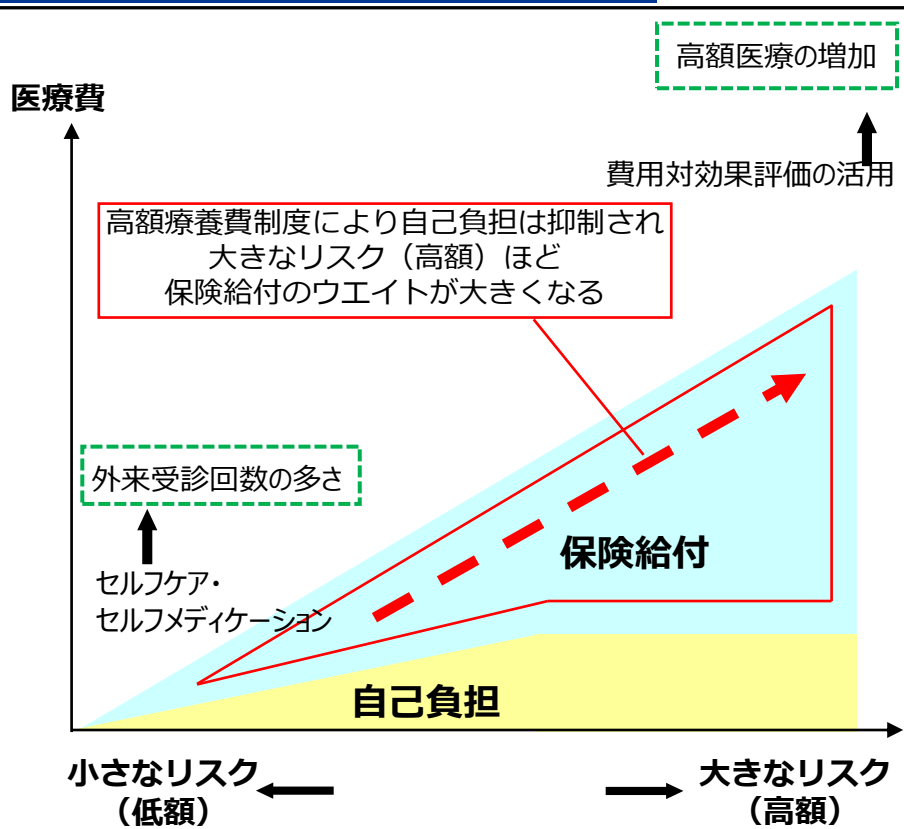 高額医療の増加
医療費
費用対効果評価の活用
高額療養費制度により自己負担は抑制され
大きなリスク（高額）ほど
保険給付のウエイトが大きくなる
外来受診回数の多さ
保険給付
セルフケア・
セルフメディケーション
自己負担
小さなリスク
（低額）
大きなリスク
（高額）